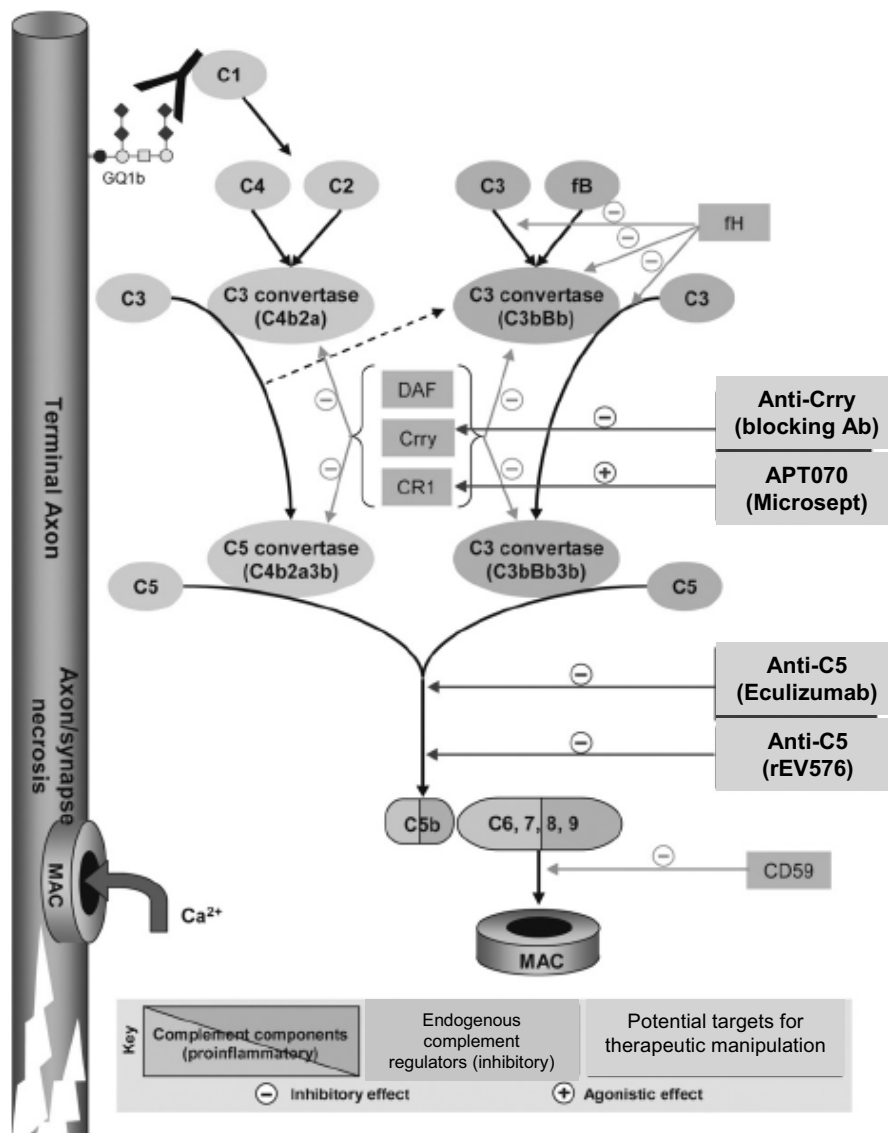 C1
GQ1b
C4
C2
C3
fB
fH
C3
C3 convertase
(C4b2a)
C3 convertase
(C3bBb)
C3
DAF
Crry
CR1
Anti-Crry
(blocking Ab)
APT070
(Microsept)
Terminal Axon
C5 convertase
(C4b2a3b)
C3 convertase
(C3bBb3b)
C5
C5
Anti-C5
(Eculizumab)
Anti-C5
(rEV576)
Axon/synapse
necrosis
C5b
C6, 7, 8, 9
CD59
MAC
Ca²⁺
MAC
Key
Complement components
(proinflammatory)
Endogenous
complement
regulators (inhibitory)
Potential targets for
therapeutic manipulation
− Inhibitory effect
+ Agonistic effect